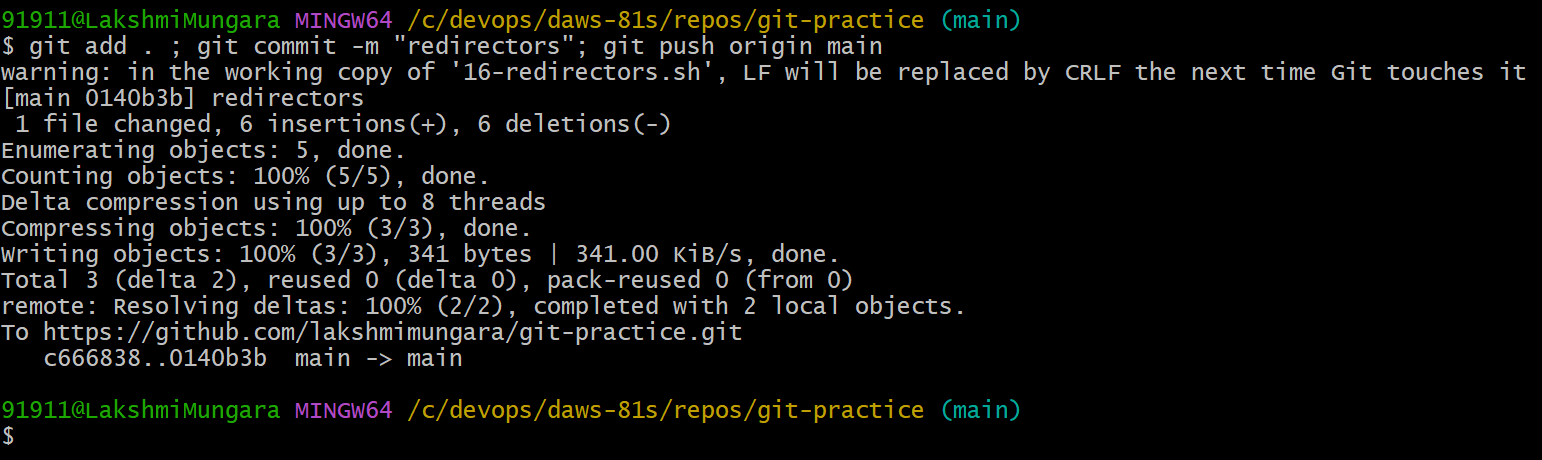 91911@LakshmiMungara MINGW64 /c/devops/daws-81s/repos/git-practice (main)
$ git add . ; git commit -m "redirectors"; git push origin main
warning: in the working copy of '16-redirectors.sh', LF will be replaced by CRLF the next time Git touches it
[main 0140b3b] redirectors
 1 file changed, 6 insertions(+), 6 deletions(-)
Enumerating objects: 5, done.
Counting objects: 100% (5/5), done.
Delta compression using up to 8 threads
Compressing objects: 100% (3/3), done.
Writing objects: 100% (3/3), 341 bytes | 341.00 KiB/s, done.
Total 3 (delta 2), reused 0 (delta 0), pack-reused 0 (from 0)
remote: Resolving deltas: 100% (2/2), completed with 2 local objects.
To https://github.com/lakshmimungara/git-practice.git
   c666838..0140b3b  main -> main
91911@LakshmiMungara MINGW64 /c/devops/daws-81s/repos/git-practice (main)
$